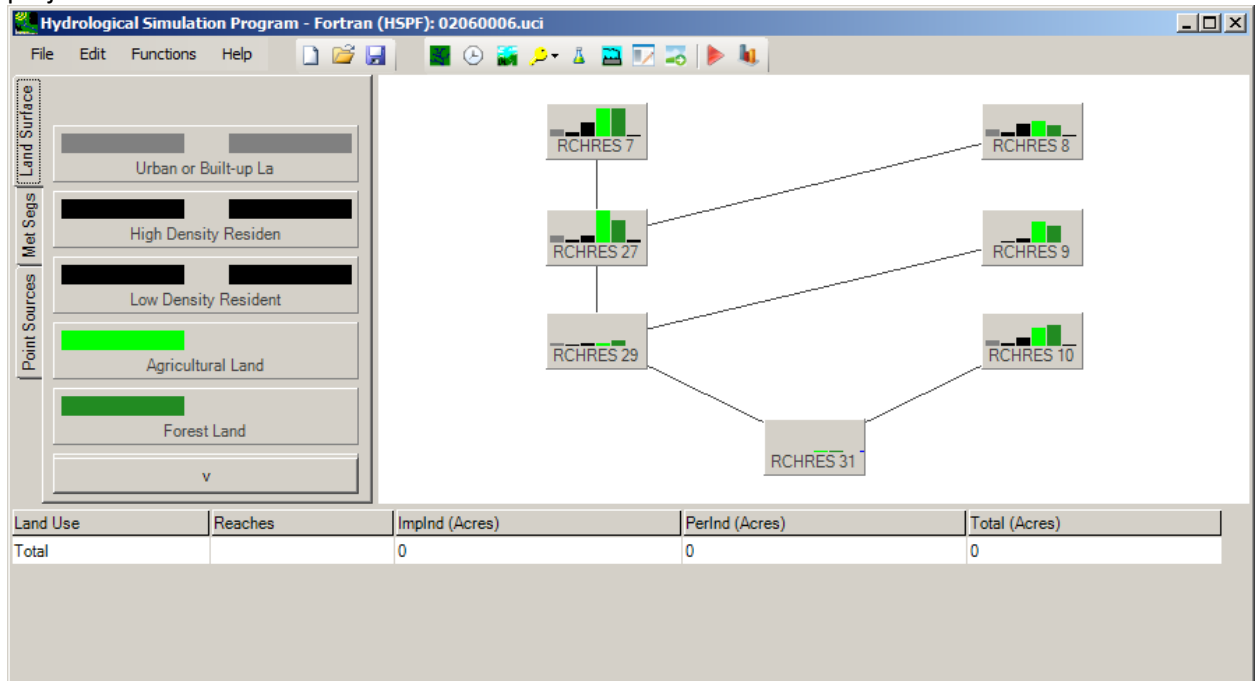 Hydrological Simulation Program - Fortran (HSPF): 02060006.uci
File Edit Functions Help
Land Surface
Met Segs
Point Sources
Urban or Built-up La
High Density Residen
Low Density Resident
Agricultural Land
Forest Land
v
RCHRES 7
RCHRES 8
RCHRES 27
RCHRES 9
RCHRES 29
RCHRES 10
RCHRES 31
Land Use Reaches ImpInd (Acres) PerInd (Acres) Total (Acres)
Total 0 0 0